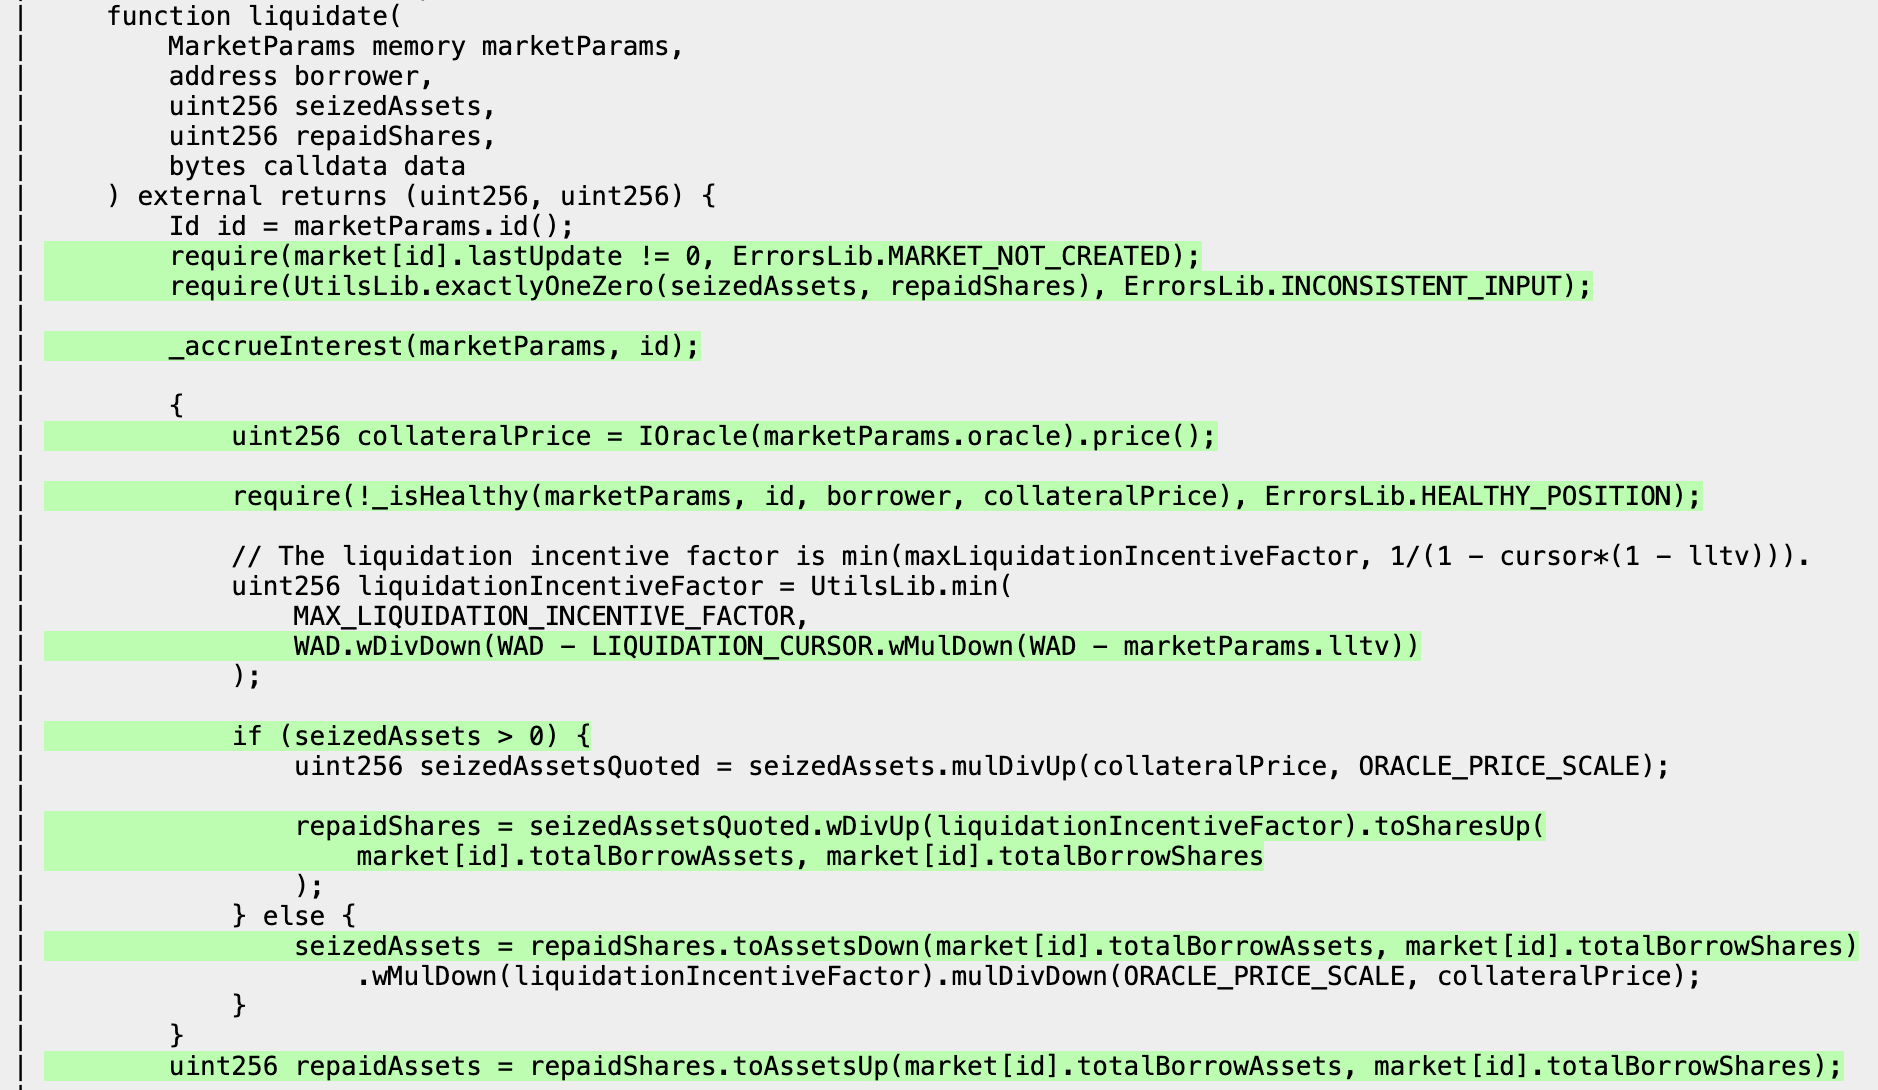 function liquidate(
MarketParams memory marketParams,
address borrower,
uint256 seizedAssets,
uint256 repaidShares,
bytes calldata data
) external returns (uint256, uint256) {
Id id = marketParams.id();
require(market[id].lastUpdate != 0, ErrorsLib.MARKET_NOT_CREATED);
require(UtilsLib.exactlyOneZero(seizedAssets, repaidShares), ErrorsLib.INCONSISTENT_INPUT);
_accrueInterest(marketParams, id);
{
uint256 collateralPrice = IOracle(marketParams.oracle).price();
require(!_isHealthy(marketParams, id, borrower, collateralPrice), ErrorsLib.HEALTHY_POSITION);
// The liquidation incentive factor is min(maxLiquidationIncentiveFactor, 1/(1 - cursor*(1 - lltv))).
uint256 liquidationIncentiveFactor = UtilsLib.min(
MAX_LIQUIDATION_INCENTIVE_FACTOR,
WAD.wDivDown(WAD - LIQUIDATION_CURSOR.wMulDown(WAD - marketParams.lltv))
);
if (seizedAssets > 0) {
uint256 seizedAssetsQuoted = seizedAssets.mulDivUp(collateralPrice, ORACLE_PRICE_SCALE);
repaidShares = seizedAssetsQuoted.wDivUp(liquidationIncentiveFactor).toSharesUp(
market[id].totalBorrowAssets, market[id].totalBorrowShares
);
} else {
seizedAssets = repaidShares.toAssetsDown(market[id].totalBorrowAssets, market[id].totalBorrowShares)
.wMulDown(liquidationIncentiveFactor).mulDivDown(ORACLE_PRICE_SCALE, collateralPrice);
}
}
uint256 repaidAssets = repaidShares.toAssetsUp(market[id].totalBorrowAssets, market[id].totalBorrowShares);